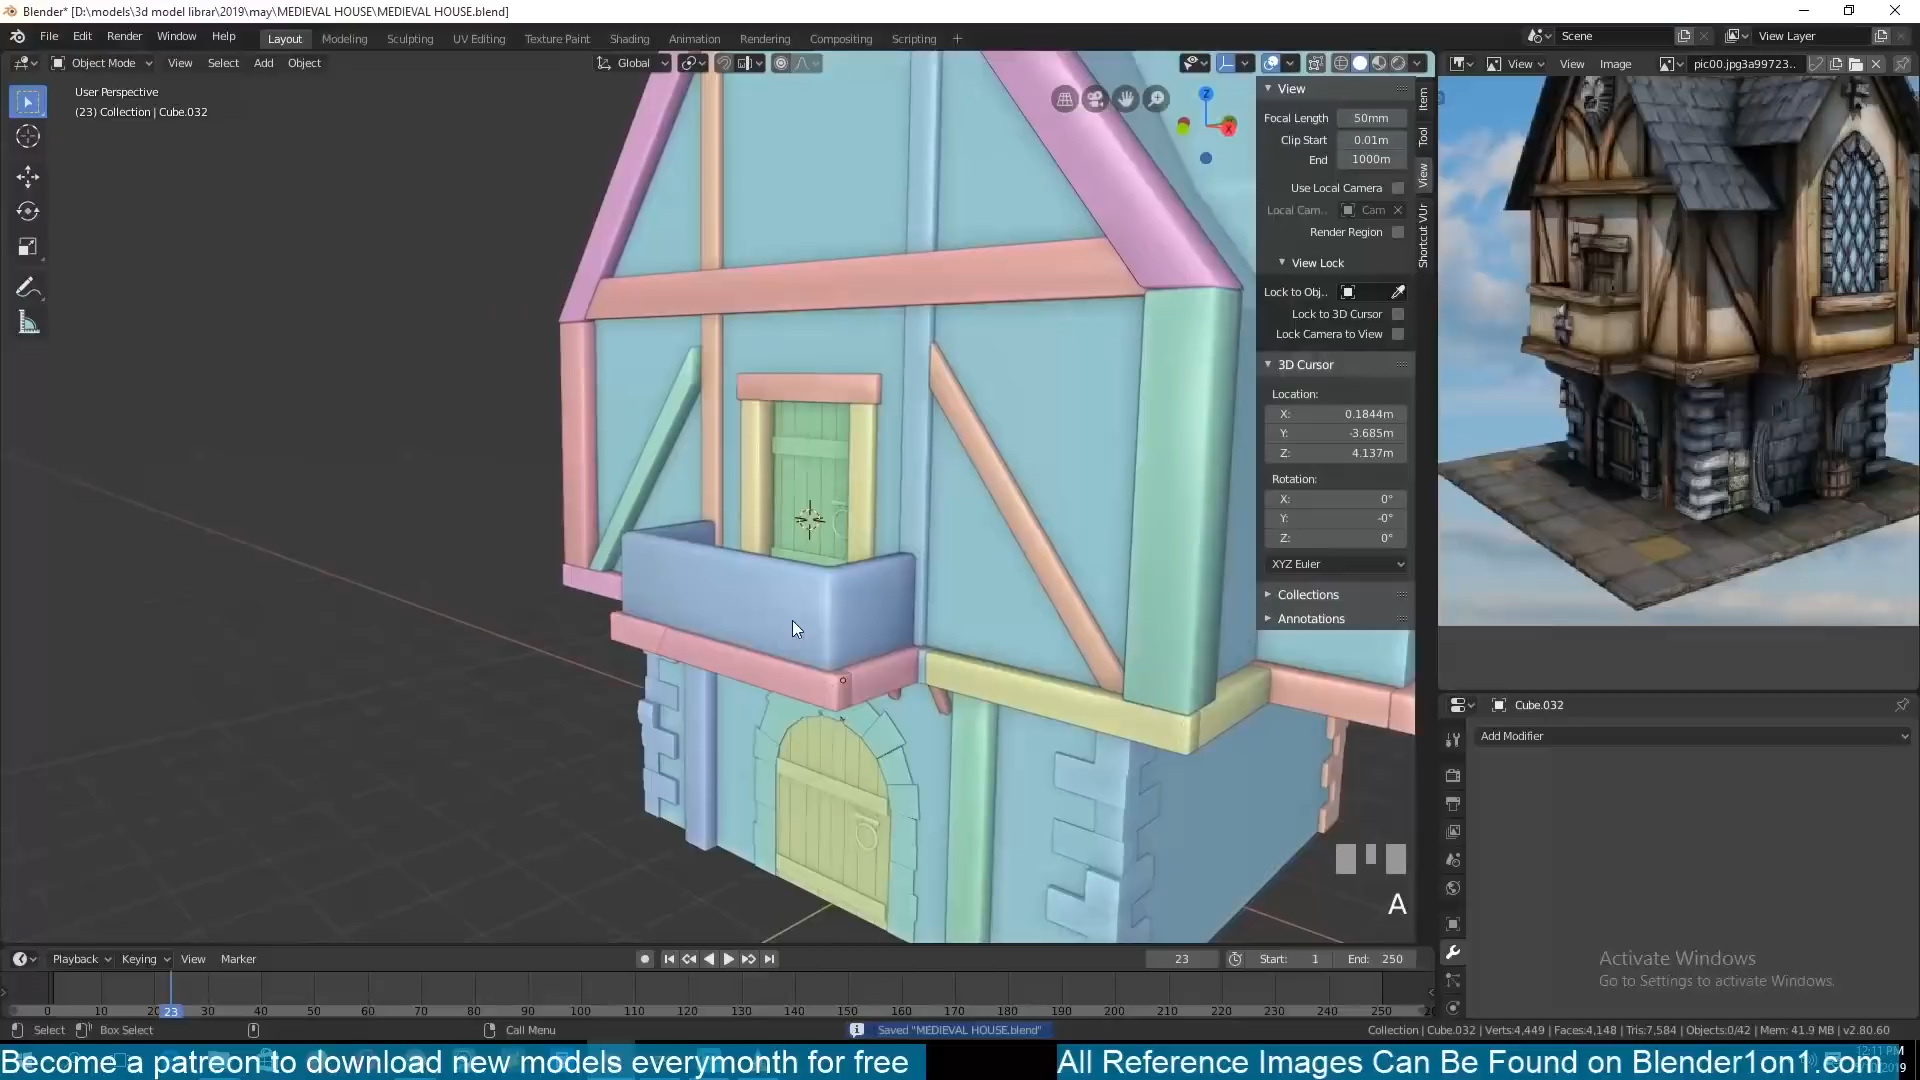 Blender* [D:\models\3d model librar\2019\may\MEDIEVAL HOUSE\MEDIEVAL HOUSE.blend]
File Edit Render Window Help Layout Modeling Sculpting UV Editing Texture Paint Shading Animation Rendering Compositing Scripting + Scene View Layer
Object Mode View Select Add Object Global View View Image pic00.jpg3a99723..
User Perspective
(23) Collection | Cube.032
Z
X
View
Focal Length 50mm
Clip Start 0.01m
End 1000m
Use Local Camera
Local Cam.. Cam
Render Region
View Lock
Lock to Obj..
Lock to 3D Cursor
Lock Camera to View
3D Cursor
Location:
X: 0.1844m
Y: -3.685m
Z: 4.137m
Rotation:
X: 0°
Y: -0°
Z: 0°
XYZ Euler
Collections
Annotations
Item
Tool
View
Shortcut VUr
A
Cube.032
Add Modifier
Activate Windows
Go to Settings to activate Windows.
Playback Keying View Marker 23 Start: 1 End: 250
0 10 20 23 30 40 50 60 70 80 90 100 110 120 130 140 150 160 170 180 190 200 210 220 230 240 250
Select Box Select Call Menu Saved "MEDIEVAL HOUSE.blend" Collection | Cube.032 | Verts:4,449 | Faces:4,148 | Tris:7,584 | Objects:0/42 | Mem: 41.9 MB | v2.80.60
Become a patreon to download new models everymonth for free
All Reference Images Can Be Found on Blender1on1.com
12:11 PM